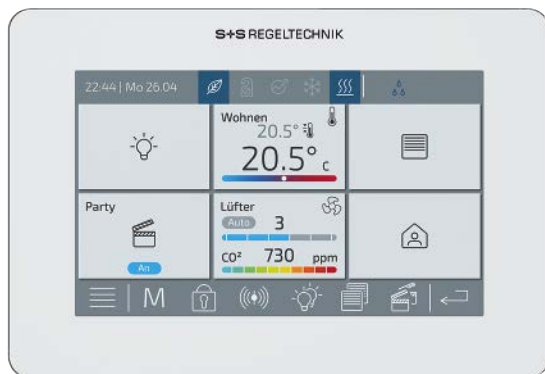 S+S REGELTECHNIK
22:44 | Mo 26.04
Wohnen
20.5°
20.5° C
Party
An
Lüfter
Auto 3
CO² 730 ppm
M